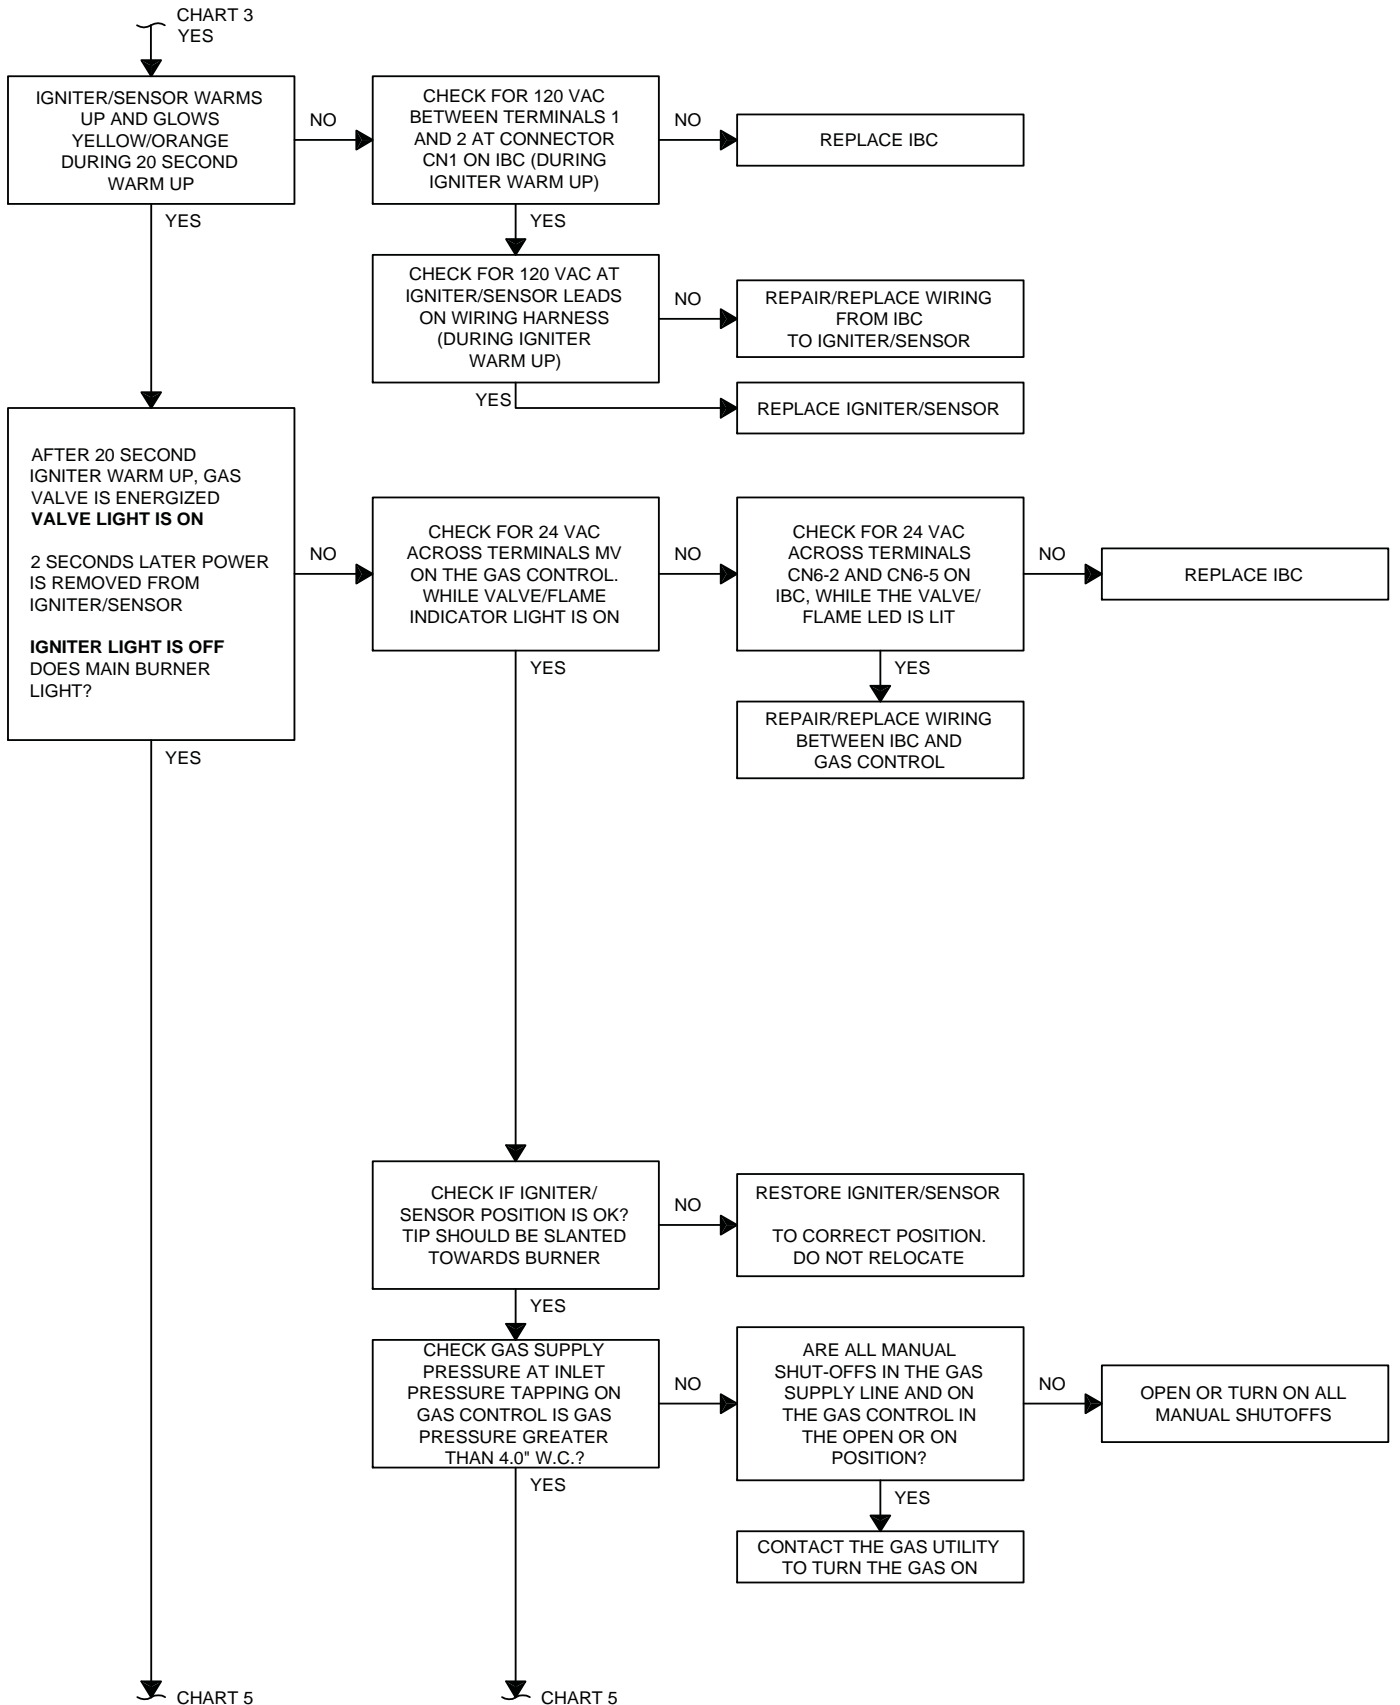 CHART 3
YES
IGNITER/SENSOR WARMS
UP AND GLOWS
YELLOW/ORANGE
DURING 20 SECOND
WARM UP
NO
CHECK FOR 120 VAC
BETWEEN TERMINALS 1
AND 2 AT CONNECTOR
CN1 ON IBC (DURING
IGNITER WARM UP)
NO
REPLACE IBC
YES
YES
CHECK FOR 120 VAC AT
IGNITER/SENSOR LEADS
ON WIRING HARNESS
(DURING IGNITER
WARM UP)
NO
REPAIR/REPLACE WIRING
FROM IBC
TO IGNITER/SENSOR
YES
REPLACE IGNITER/SENSOR
AFTER 20 SECOND
IGNITER WARM UP, GAS
VALVE IS ENERGIZED
VALVE LIGHT IS ON
2 SECONDS LATER POWER
IS REMOVED FROM
IGNITER/SENSOR
IGNITER LIGHT IS OFF
DOES MAIN BURNER
LIGHT?
NO
CHECK FOR 24 VAC
ACROSS TERMINALS MV
ON THE GAS CONTROL.
WHILE VALVE/FLAME
INDICATOR LIGHT IS ON
NO
CHECK FOR 24 VAC
ACROSS TERMINALS
CN6-2 AND CN6-5 ON
IBC, WHILE THE VALVE/
FLAME LED IS LIT
NO
REPLACE IBC
YES
YES
REPAIR/REPLACE WIRING
BETWEEN IBC AND
GAS CONTROL
YES
CHECK IF IGNITER/
SENSOR POSITION IS OK?
TIP SHOULD BE SLANTED
TOWARDS BURNER
NO
RESTORE IGNITER/SENSOR
TO CORRECT POSITION.
DO NOT RELOCATE
YES
CHECK GAS SUPPLY
PRESSURE AT INLET
PRESSURE TAPPING ON
GAS CONTROL IS GAS
PRESSURE GREATER
THAN 4.0" W.C.?
NO
ARE ALL MANUAL
SHUT-OFFS IN THE GAS
SUPPLY LINE AND ON
THE GAS CONTROL IN
THE OPEN OR ON
POSITION?
NO
OPEN OR TURN ON ALL
MANUAL SHUTOFFS
YES
YES
CONTACT THE GAS UTILITY
TO TURN THE GAS ON
CHART 5
CHART 5